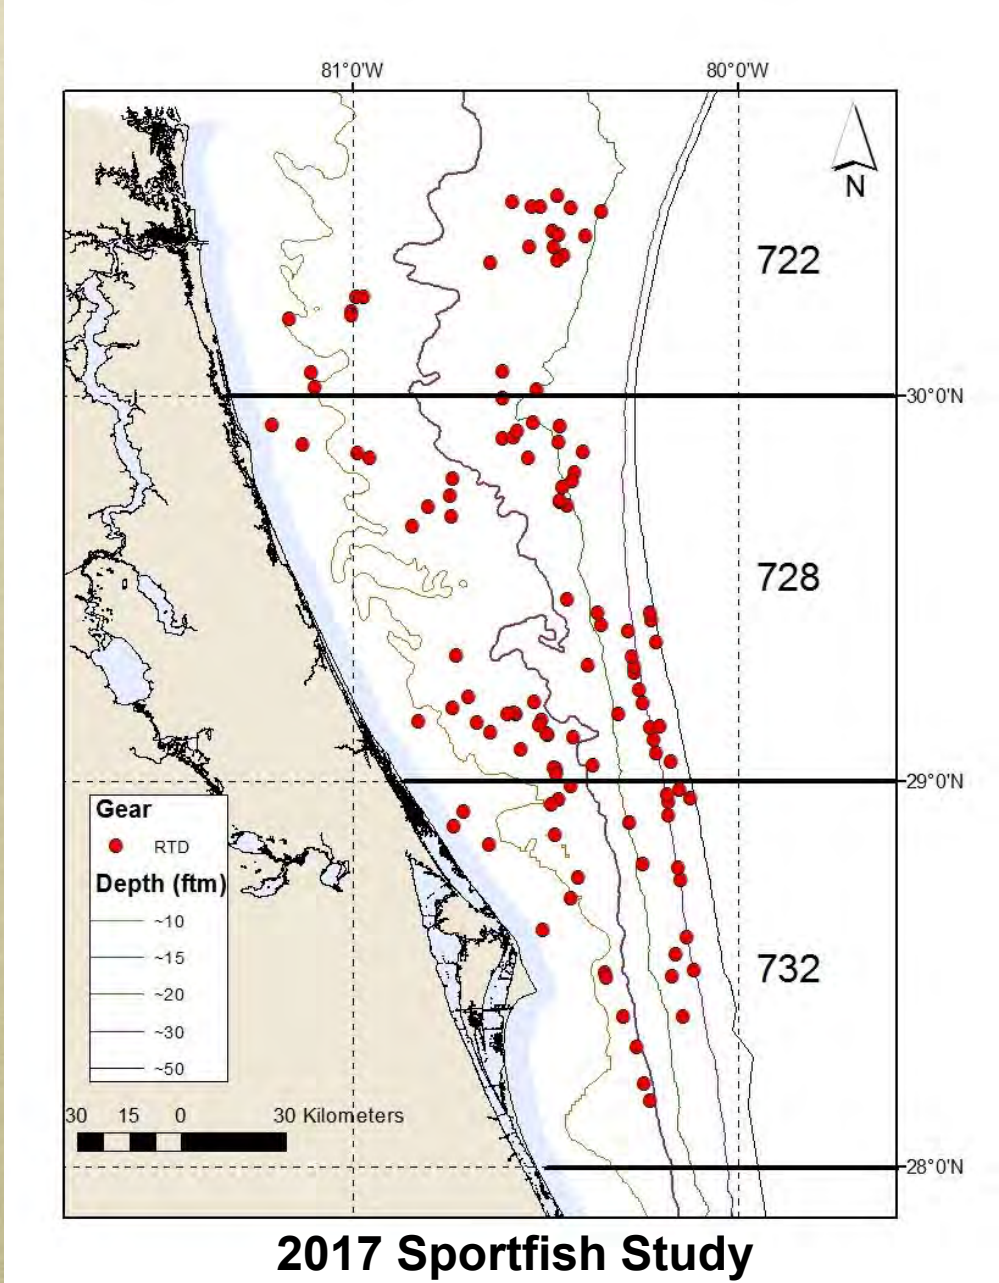 81°0'W 80°0'W
N
722
30°0'N
728
29°0'N
Gear
RTD
Depth (ftm)
~10
~15
~20
~30
~50
732
30 15 0 30 Kilometers
28°0'N
2017 Sportfish Study